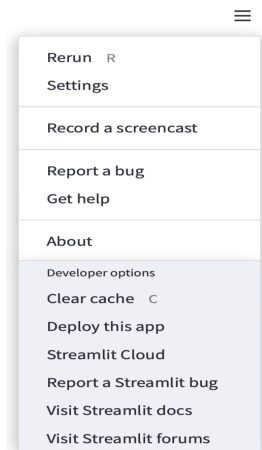 Rerun R
Settings
Record a screencast
Report a bug
Get help
About
Developer options
Clear cache C
Deploy this app
Streamlit Cloud
Report a Streamlit bug
Visit Streamlit docs
Visit Streamlit forums